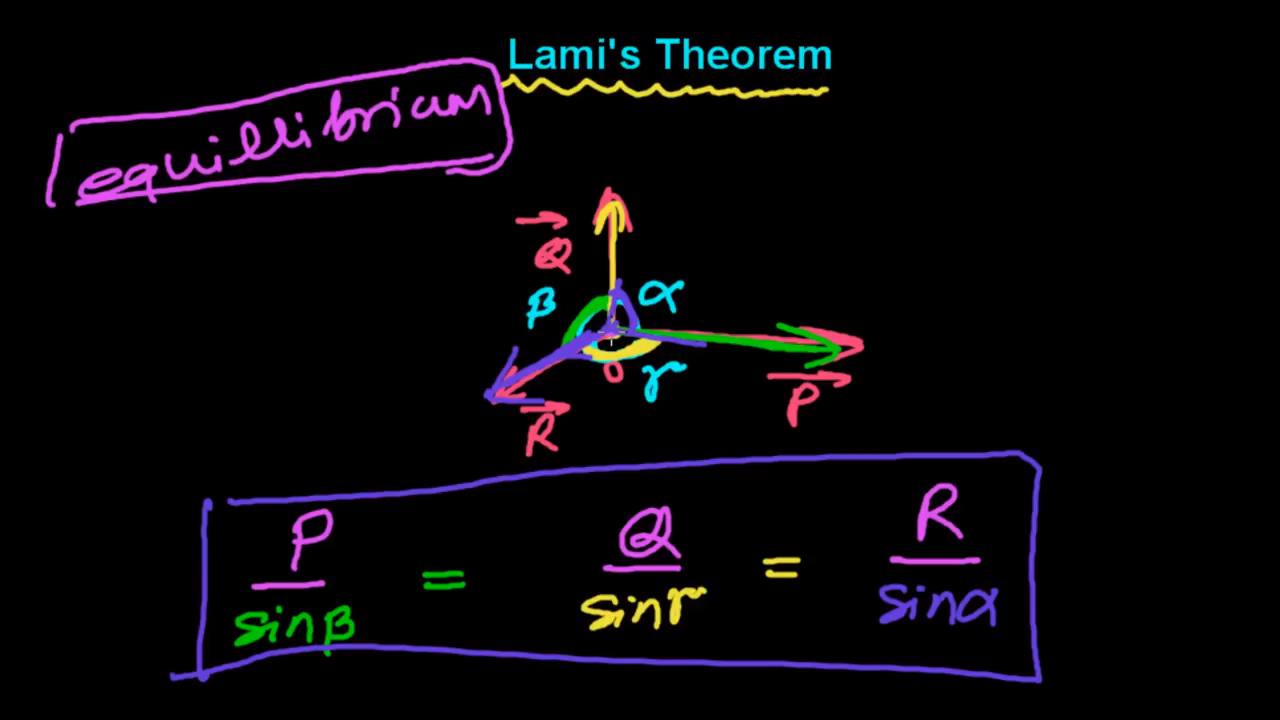 Lami's Theorem
equillibrium
Q
β α
O γ
R P
P/sinβ = Q/sinγ = R/sinα